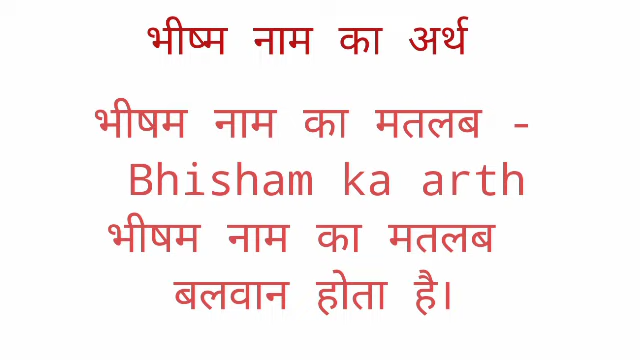 भीष्म नाम का अर्थ
भीषम नाम का मतलब -
Bhisham ka arth
भीषम नाम का मतलब
बलवान होता है।